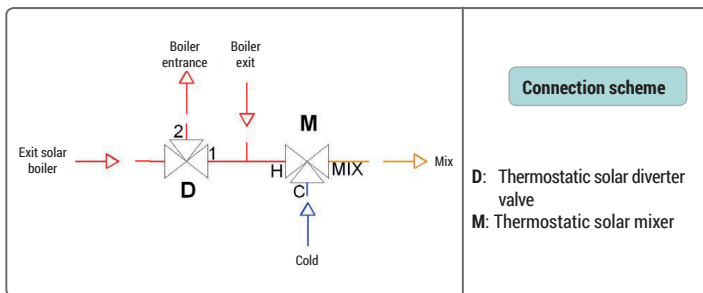 Boiler
entrance
Boiler
exit
M
2
Exit solar
boiler
1
H
MIX
Mix
D
C
Cold
Connection scheme
D: Thermostatic solar diverter
valve
M: Thermostatic solar mixer